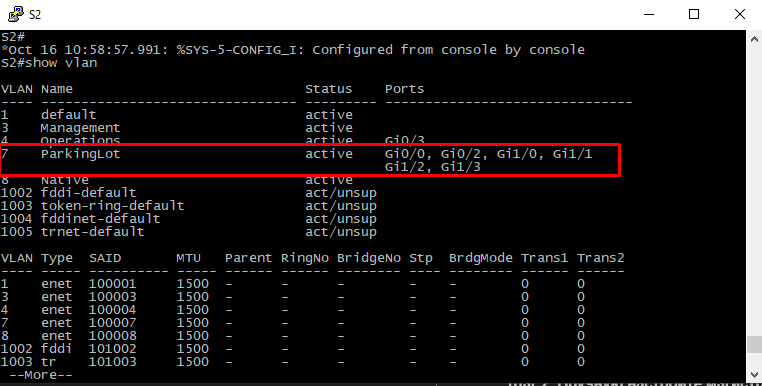 S2
S2#
*Oct 16 10:58:57.991: %SYS-5-CONFIG_I: Configured from console by console
S2#show vlan
VLAN Name                             Status    Ports
---- -------------------------------- --------- -------------------------------
1    default                          active
3    Management                       active
4    Operations                       active    Gi0/3
7    ParkingLot                       active    Gi0/0, Gi0/2, Gi1/0, Gi1/1
                                                Gi1/2, Gi1/3
8    Native                           active
1002 fddi-default                     act/unsup
1003 token-ring-default               act/unsup
1004 fddinet-default                  act/unsup
1005 trnet-default                    act/unsup
VLAN Type  SAID       MTU   Parent RingNo BridgeNo Stp  BrdgMode Trans1 Trans2
---- ----- ---------- ----- ------ ------ -------- ---- -------- ------ ------
1    enet  100001     1500  -      -      -        -    -        0      0
3    enet  100003     1500  -      -      -        -    -        0      0
4    enet  100004     1500  -      -      -        -    -        0      0
7    enet  100007     1500  -      -      -        -    -        0      0
8    enet  100008     1500  -      -      -        -    -        0      0
1002 fddi  101002     1500  -      -      -        -    -        0      0
1003 tr    101003     1500  -      -      -        -    -        0      0
 --More--